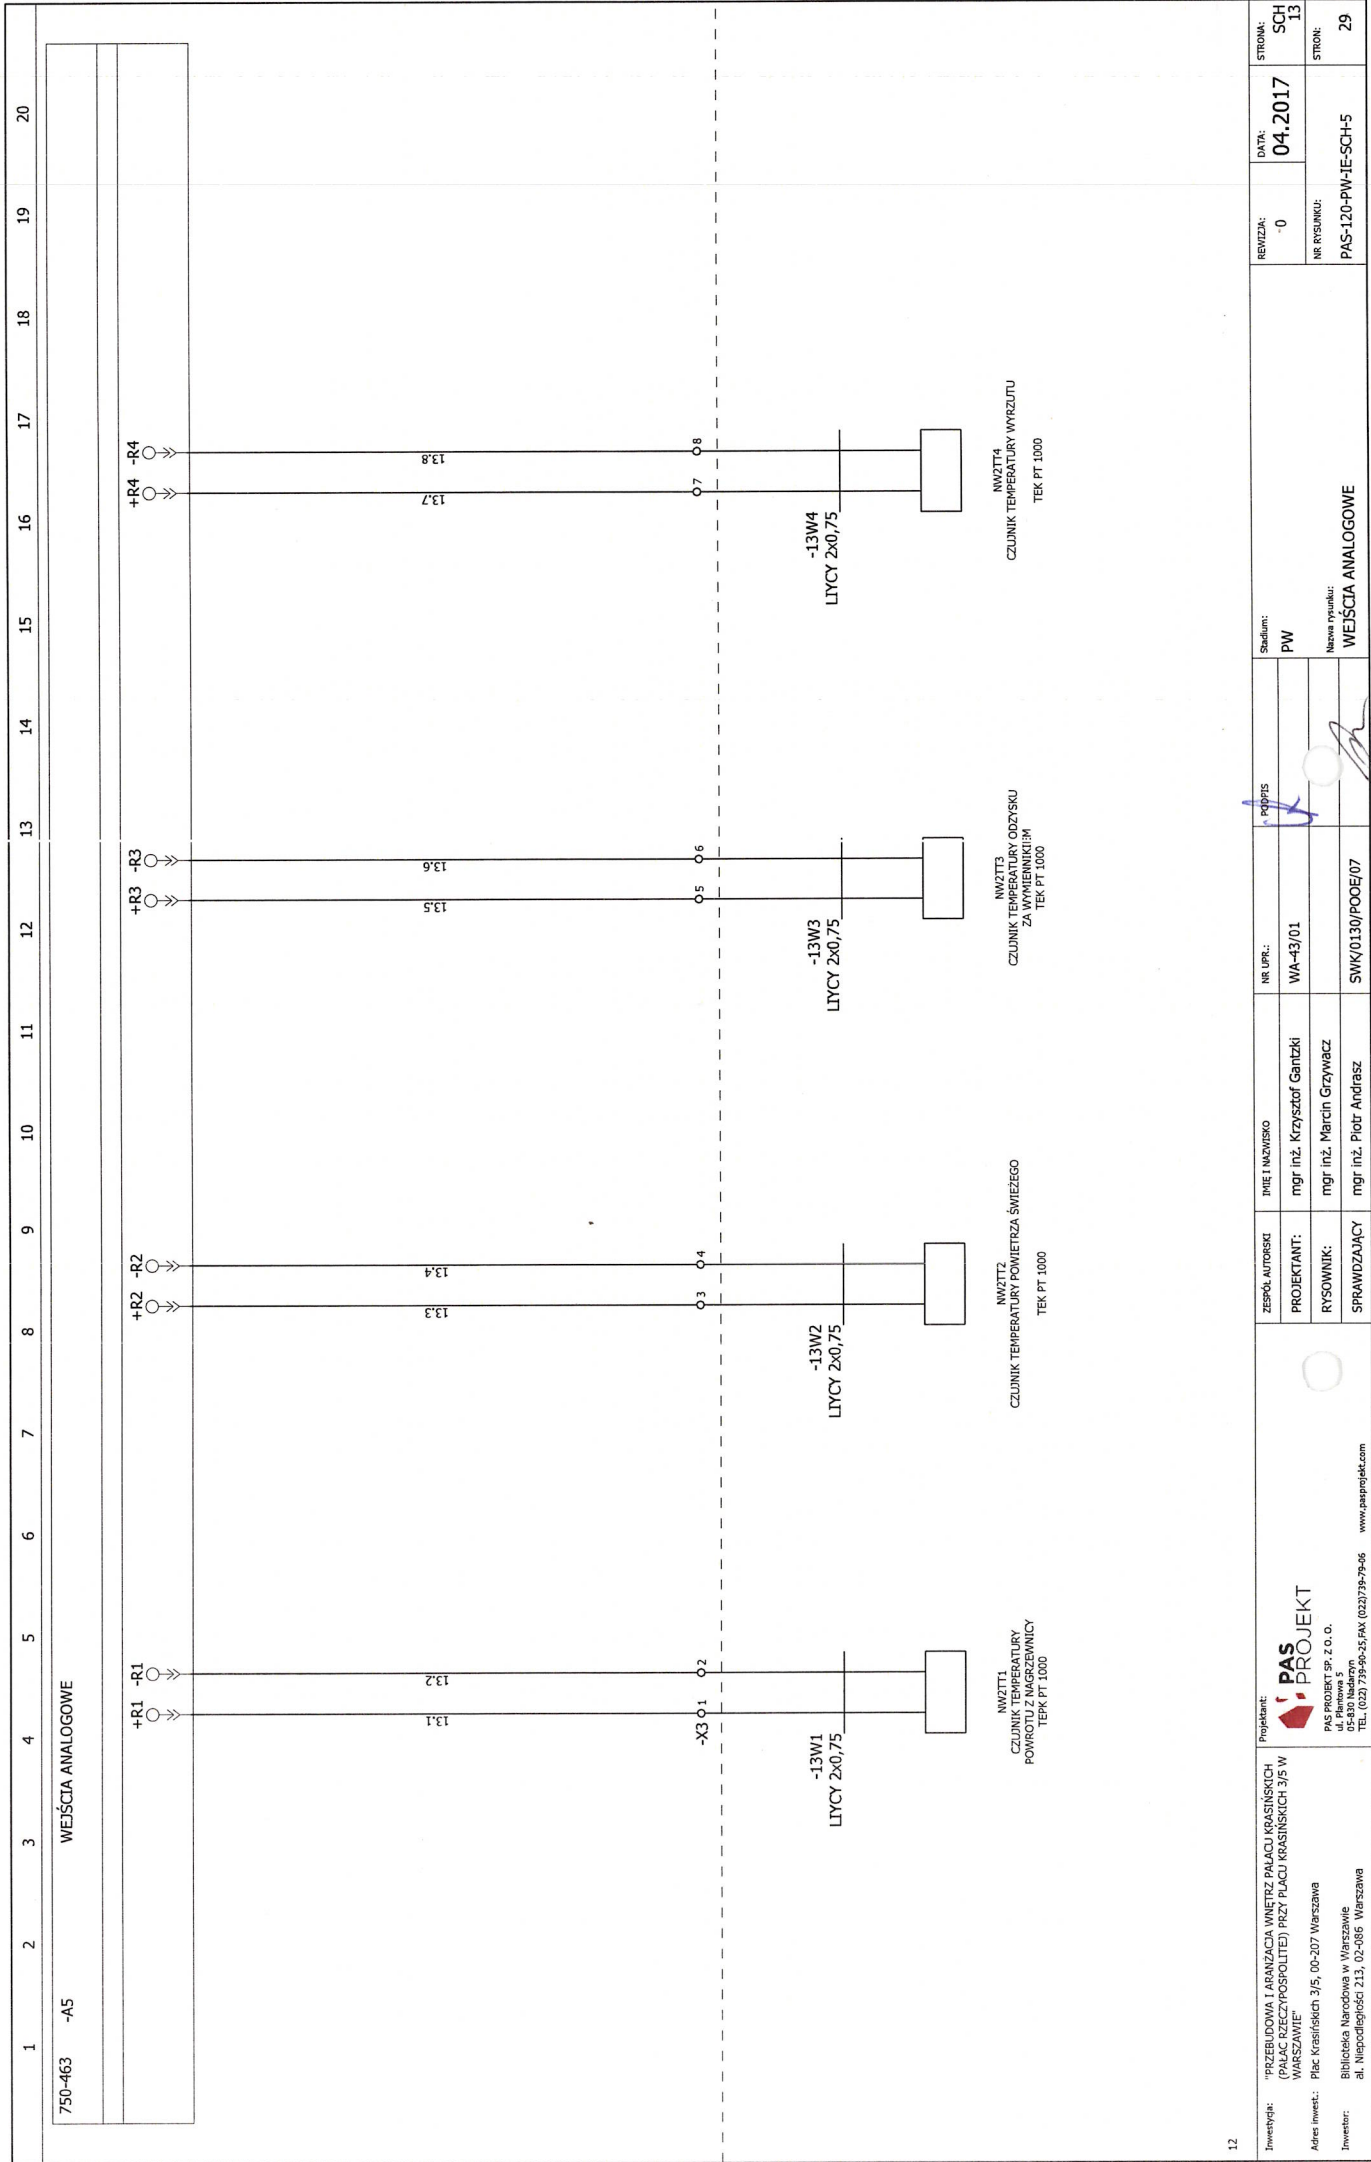 1 2 3 4 5 6 7 8 9 10 11 12 13 14 15 16 17 18 19 20
750-463 -A5 WEJŚCIA ANALOGOWE
+R1 -R1 +R2 -R2 +R3 -R3 +R4 -R4
13.1 13.2 13.3 13.4 13.5 13.6 13.7 13.8
-X3 1 2 3 4 5 6 7 8
-13W1
LIYCY 2x0,75
-13W2
LIYCY 2x0,75
-13W3
LIYCY 2x0,75
-13W4
LIYCY 2x0,75
NW2TT1
CZUJNIK TEMPERATURY
POWROTU Z NAGRZEWNICY
TEPK PT 1000
NW2TT2
CZUJNIK TEMPERATURY POWIETRZA ŚWIEŻEGO
TEK PT 1000
NW2TT3
CZUJNIK TEMPERATURY ODZYSKU
ZA WYMIENNIKIEM
TEK PT 1000
NW2TT4
CZUJNIK TEMPERATURY WYRZUTU
TEK PT 1000
12
Inwestycja: "PRZEBUDOWA I ARANŻACJA WNĘTRZ PAŁACU KRASIŃSKICH
(PAŁAC RZECZYPOSPOLITEJ) PRZY PLACU KRASIŃSKICH 3/5 W
WARSZAWIE"
Adres inwest.: Plac Krasińskich 3/5, 00-207 Warszawa
Inwestor: Biblioteka Narodowa w Warszawie
al. Niepodległości 213, 02-086 Warszawa
Projektant:
PAS
PROJEKT
PAS PROJEKT SP. Z O. O.
ul. Plantowa 5
05-830 Nadarzyn
TEL. (022) 739-90-25,FAX (022)739-79-06 www.pasprojekt.com
ZESPÓŁ AUTORSKI IMIĘ I NAZWISKO NR UPR.: PODPIS
PROJEKTANT: mgr inż. Krzysztof Gantzki WA-43/01
RYSOWNIK: mgr inż. Marcin Grzywacz
SPRAWDZAJĄCY mgr inż. Piotr Andrasz SWK/0130/POOE/07
Stadium:
PW
Nazwa rysunku:
WEJŚCIA ANALOGOWE
REWIZJA:
0
DATA:
04.2017
STRONA:
SCH
13
NR RYSUNKU:
PAS-120-PW-IE-SCH-5
STRON:
29